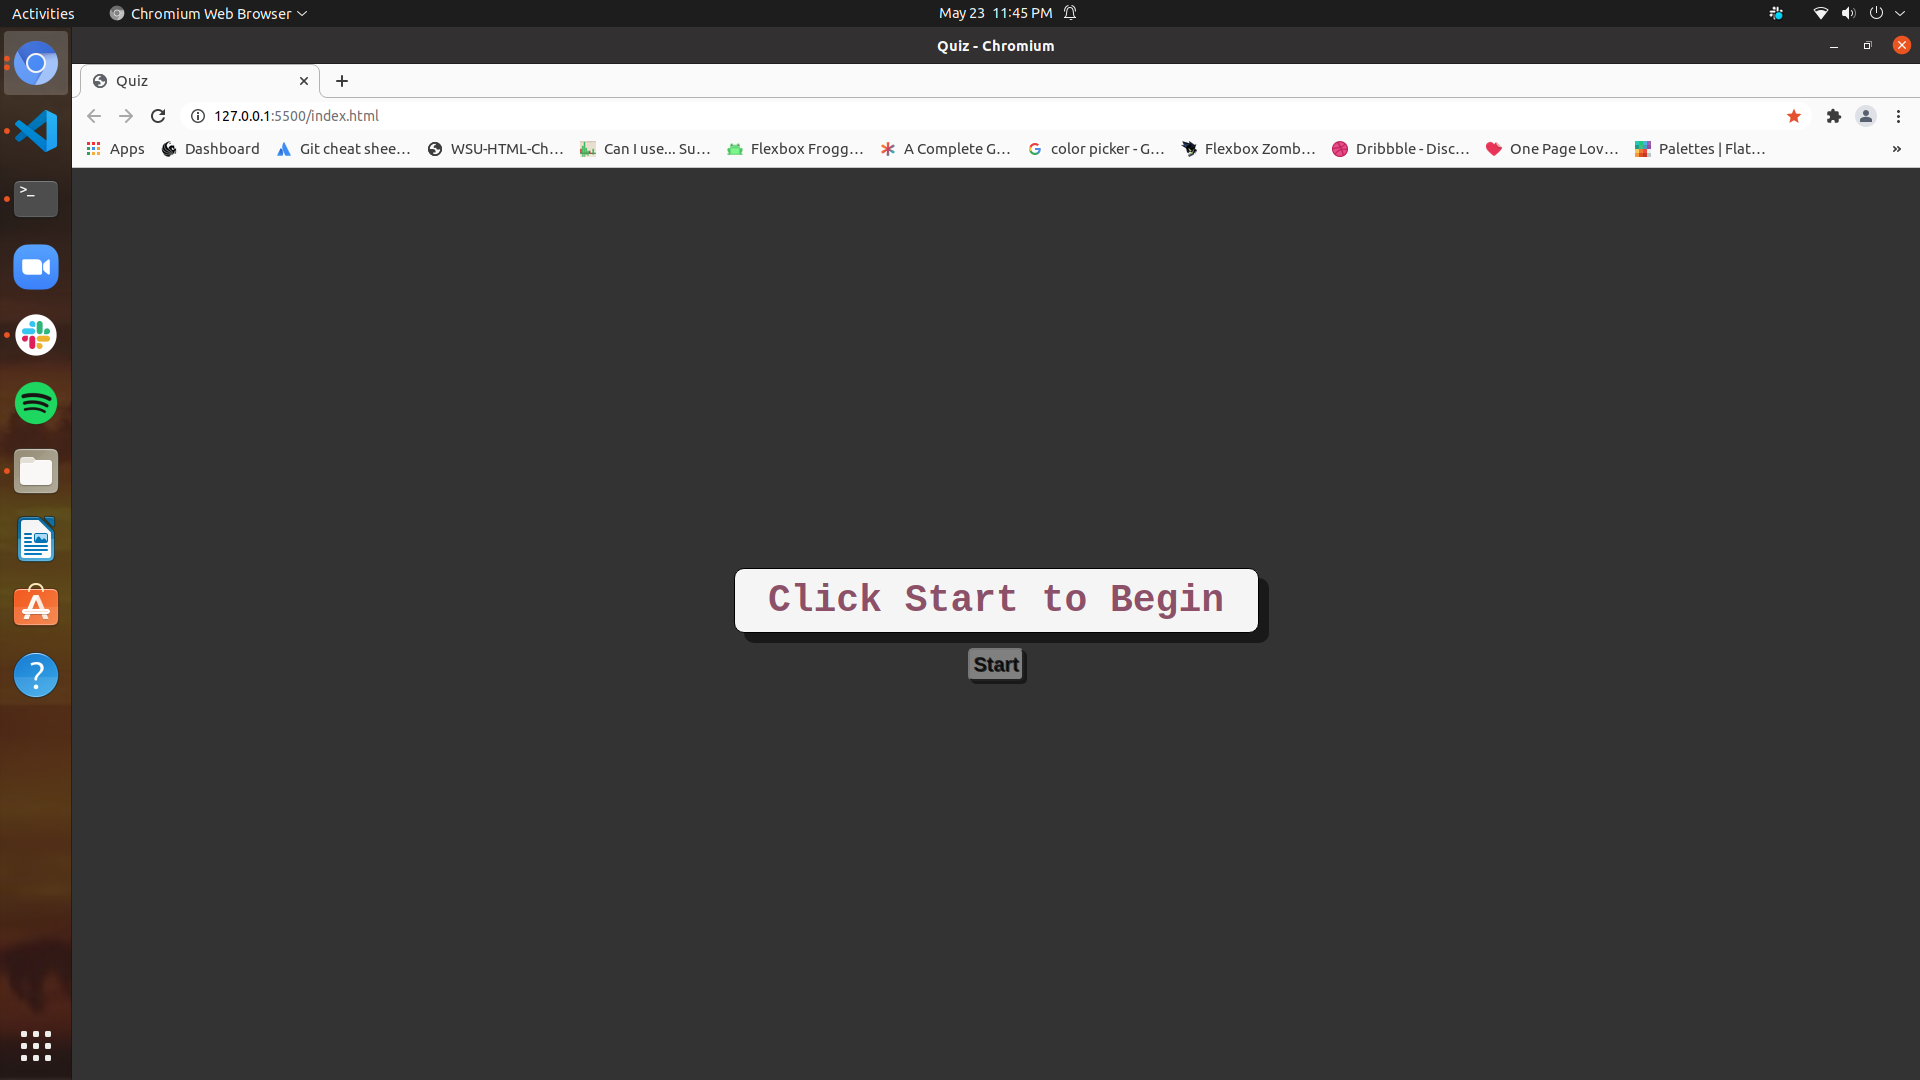 Activities Chromium Web Browser May 23 11:45 PM
Quiz - Chromium
Quiz
127.0.0.1:5500/index.html
Apps Dashboard Git cheat shee... WSU-HTML-Ch... Can I use... Su... Flexbox Frogg... A Complete G... color picker - G... Flexbox Zomb... Dribbble - Disc... One Page Lov... Palettes | Flat... »
>_
Click Start to Begin
Start
?